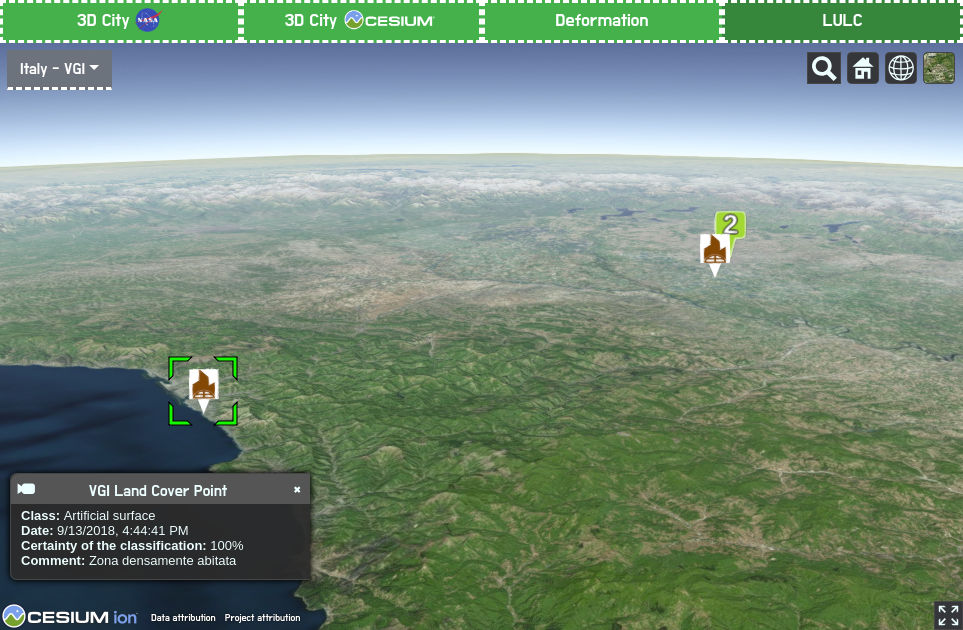 3D City NASA
3D City CESIUM
Deformation
LULC
Italy - VGI
2
VGI Land Cover Point
Class: Artificial surface
Date: 9/13/2018, 4:44:41 PM
Certainty of the classification: 100%
Comment: Zona densamente abitata
CESIUM ion Data attribution Project attribution